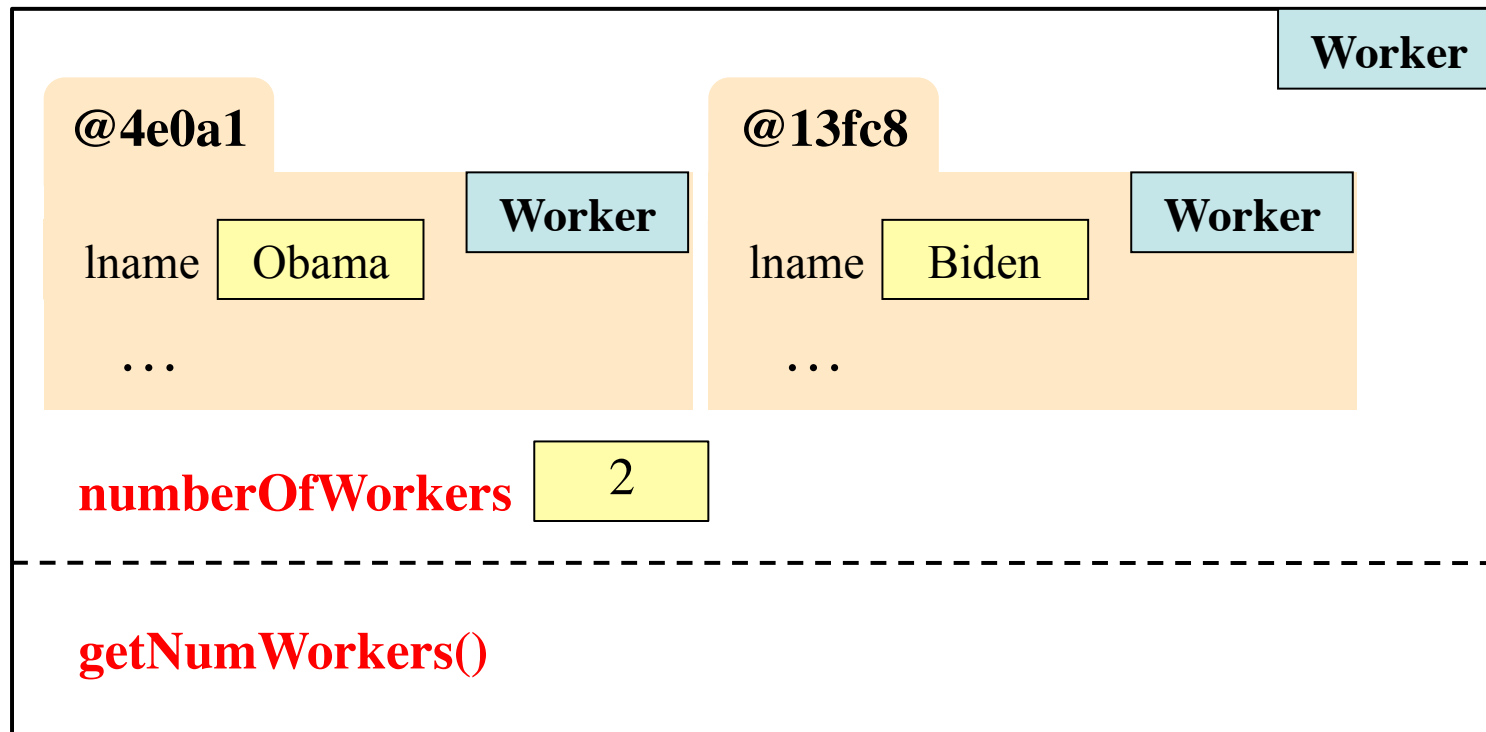 Worker
@4e0a1
@13fc8
Worker
Worker
lname Obama
lname Biden
...
...
numberOfWorkers 2
getNumWorkers()